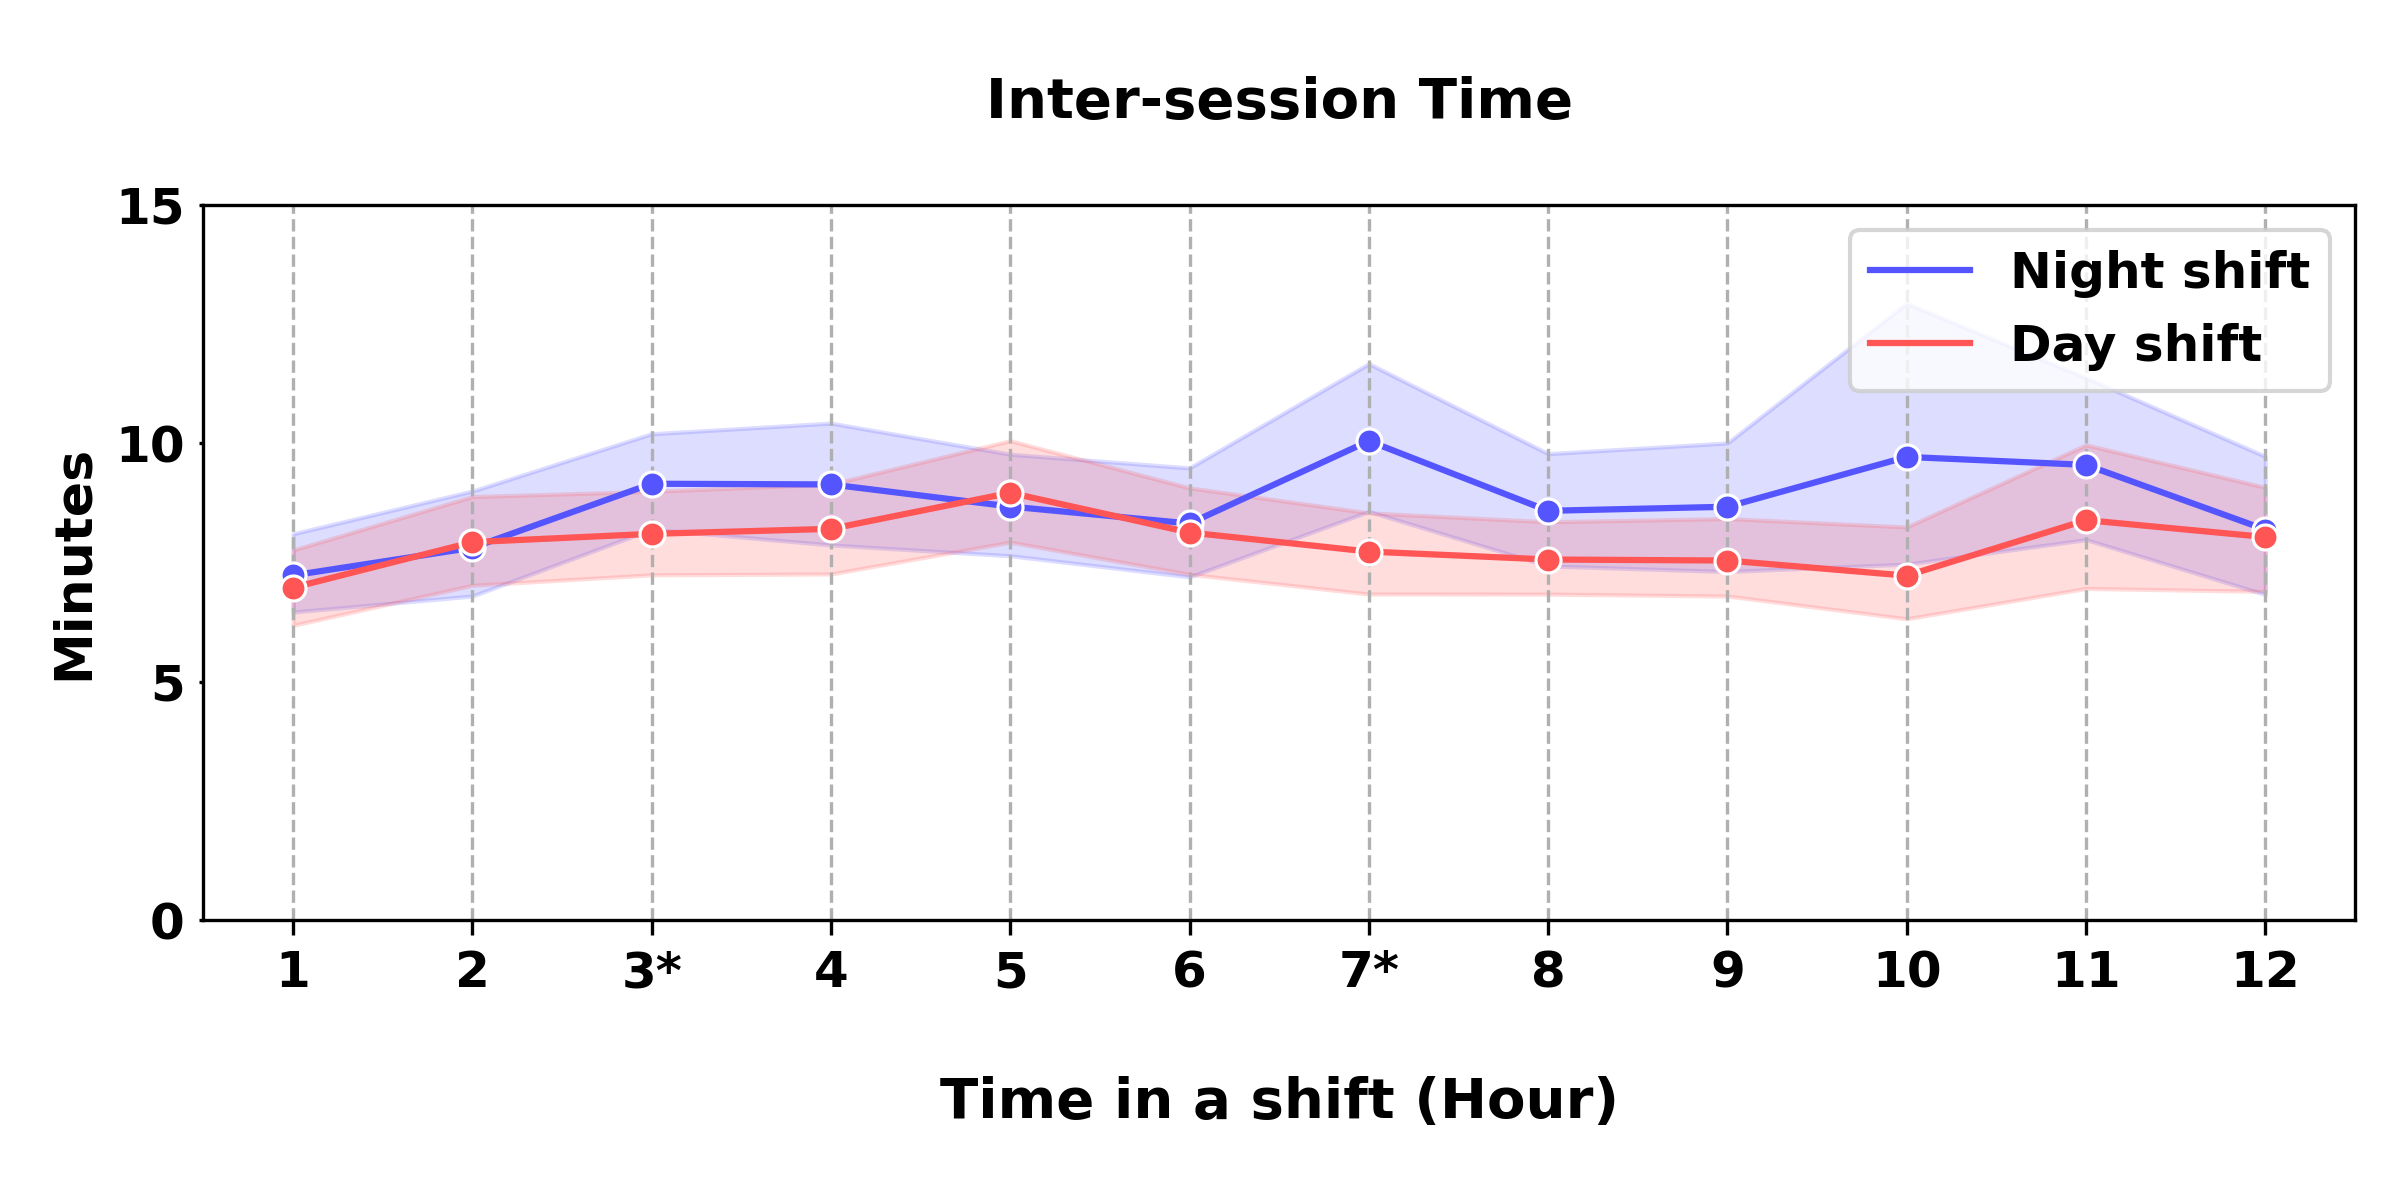 Inter-session Time
15
10
5
0
Minutes
Night shift
Day shift
1 2 3* 4 5 6 7* 8 9 10 11 12
Time in a shift (Hour)